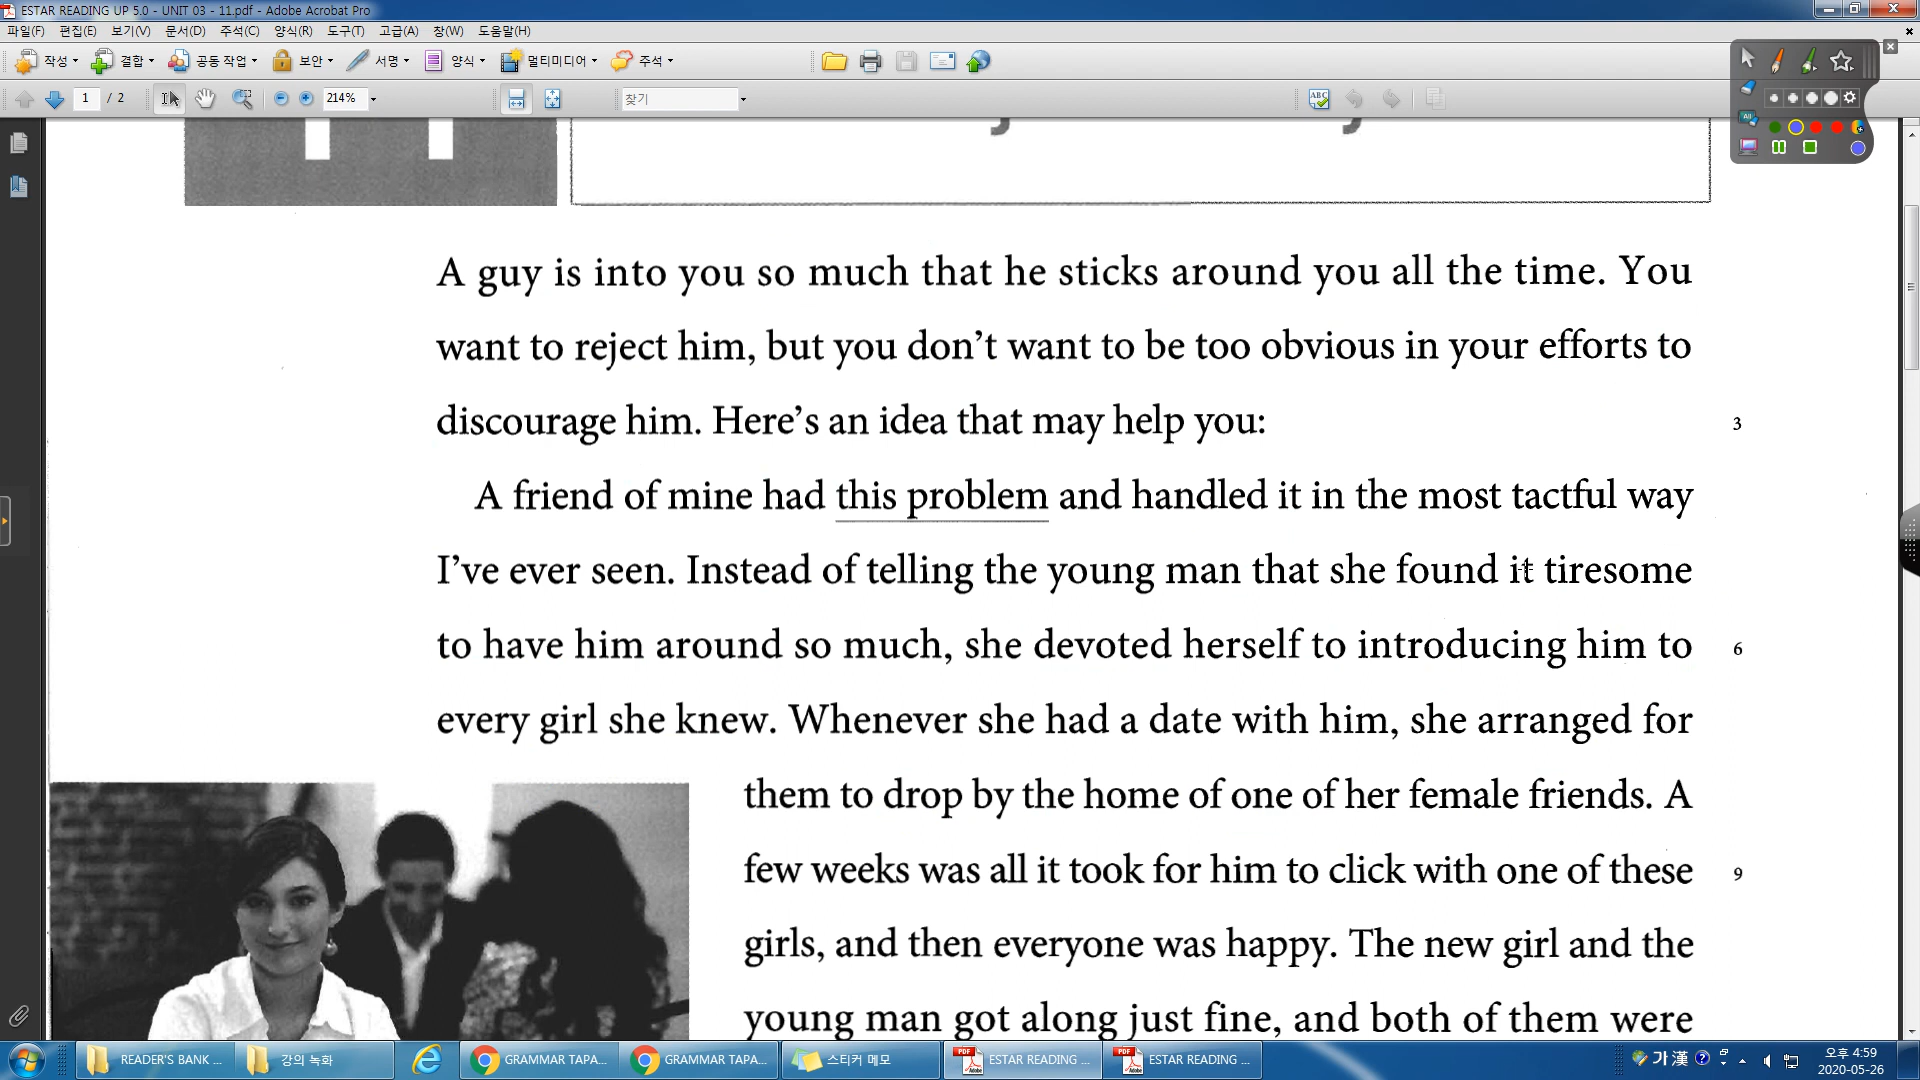 ESTAR READING UP 5.0 - UNIT 03 - 11.pdf - Adobe Acrobat Pro
파일(F) 편집(E) 보기(V) 문서(D) 주석(C) 양식(R) 도구(T) 고급(A) 창(W) 도움말(H)
작성 결합 공동 작업 보안 서명 양식 멀티미디어 주석
1 / 2 214% 찾기
A guy is into you so much that he sticks around you all the time. You
want to reject him, but you don't want to be too obvious in your efforts to
discourage him. Here's an idea that may help you: 3
A friend of mine had this problem and handled it in the most tactful way
I've ever seen. Instead of telling the young man that she found it tiresome
to have him around so much, she devoted herself to introducing him to 6
every girl she knew. Whenever she had a date with him, she arranged for
them to drop by the home of one of her female friends. A
few weeks was all it took for him to click with one of these 9
girls, and then everyone was happy. The new girl and the
young man got along just fine, and both of them were
READER'S BANK ... 강의 녹화 GRAMMAR TAPA... GRAMMAR TAPA... 스티커 메모 ESTAR READING ... ESTAR READING ... 가 漢 오후 4:59
2020-05-26